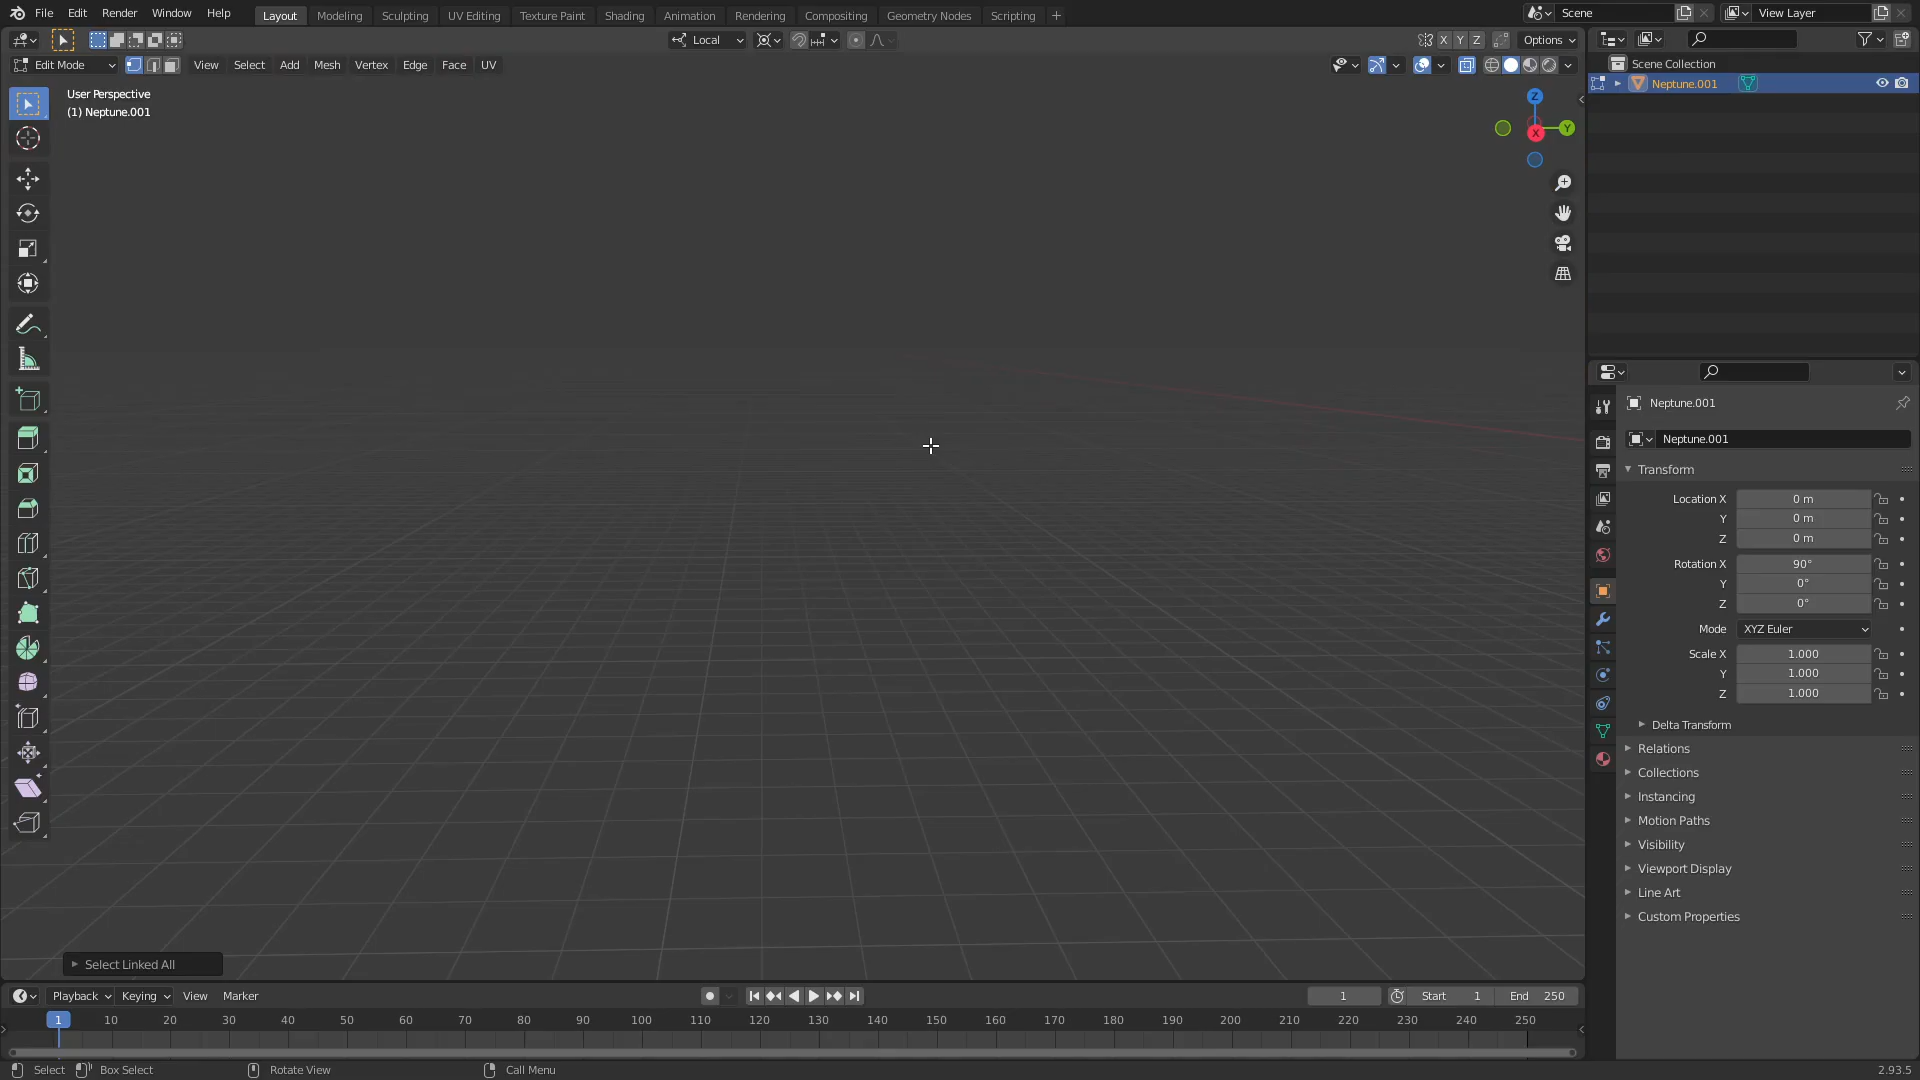 File Edit Render Window Help Layout Modeling Sculpting UV Editing Texture Paint Shading Animation Rendering Compositing Geometry Nodes Scripting + Scene View Layer
Local X Y Z Options
Edit Mode View Select Add Mesh Vertex Edge Face UV
Scene Collection
Neptune.001
User Perspective
(1) Neptune.001
Z
Y
X
Neptune.001
Neptune.001
Transform
Location X 0 m
Y 0 m
Z 0 m
Rotation X 90°
Y 0°
Z 0°
Mode XYZ Euler
Scale X 1.000
Y 1.000
Z 1.000
Delta Transform
Relations
Collections
Instancing
Motion Paths
Visibility
Viewport Display
Line Art
Custom Properties
Select Linked All
Playback Keying View Marker 1 Start 1 End 250
1 10 20 30 40 50 60 70 80 90 100 110 120 130 140 150 160 170 180 190 200 210 220 230 240 250
Select Box Select Rotate View Call Menu 2.93.5